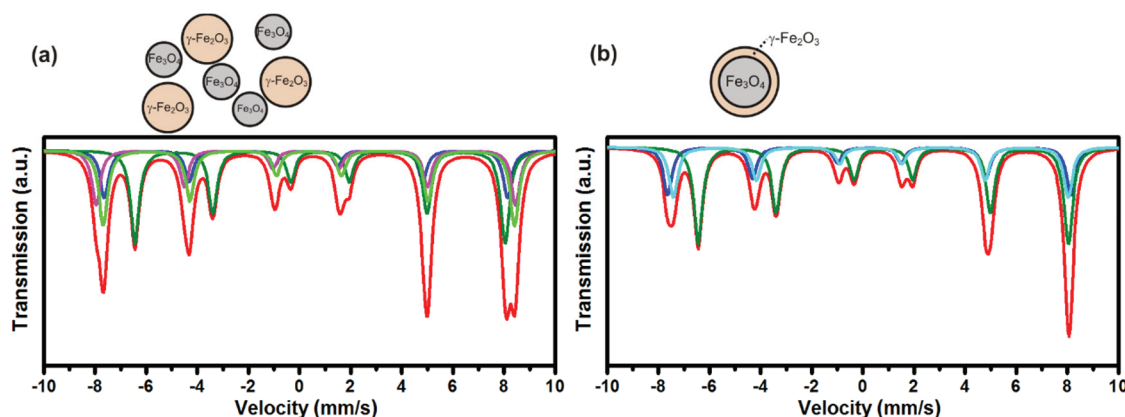 (a)
γ-Fe2O3
Fe3O4
Fe3O4
Fe3O4
γ-Fe2O3
γ-Fe2O3
Fe3O4
Transmission (a.u.)
-10 -8 -6 -4 -2 0 2 4 6 8 10
Velocity (mm/s)
(b)
γ-Fe2O3
Fe3O4
Transmission (a.u.)
-10 -8 -6 -4 -2 0 2 4 6 8 10
Velocity (mm/s)